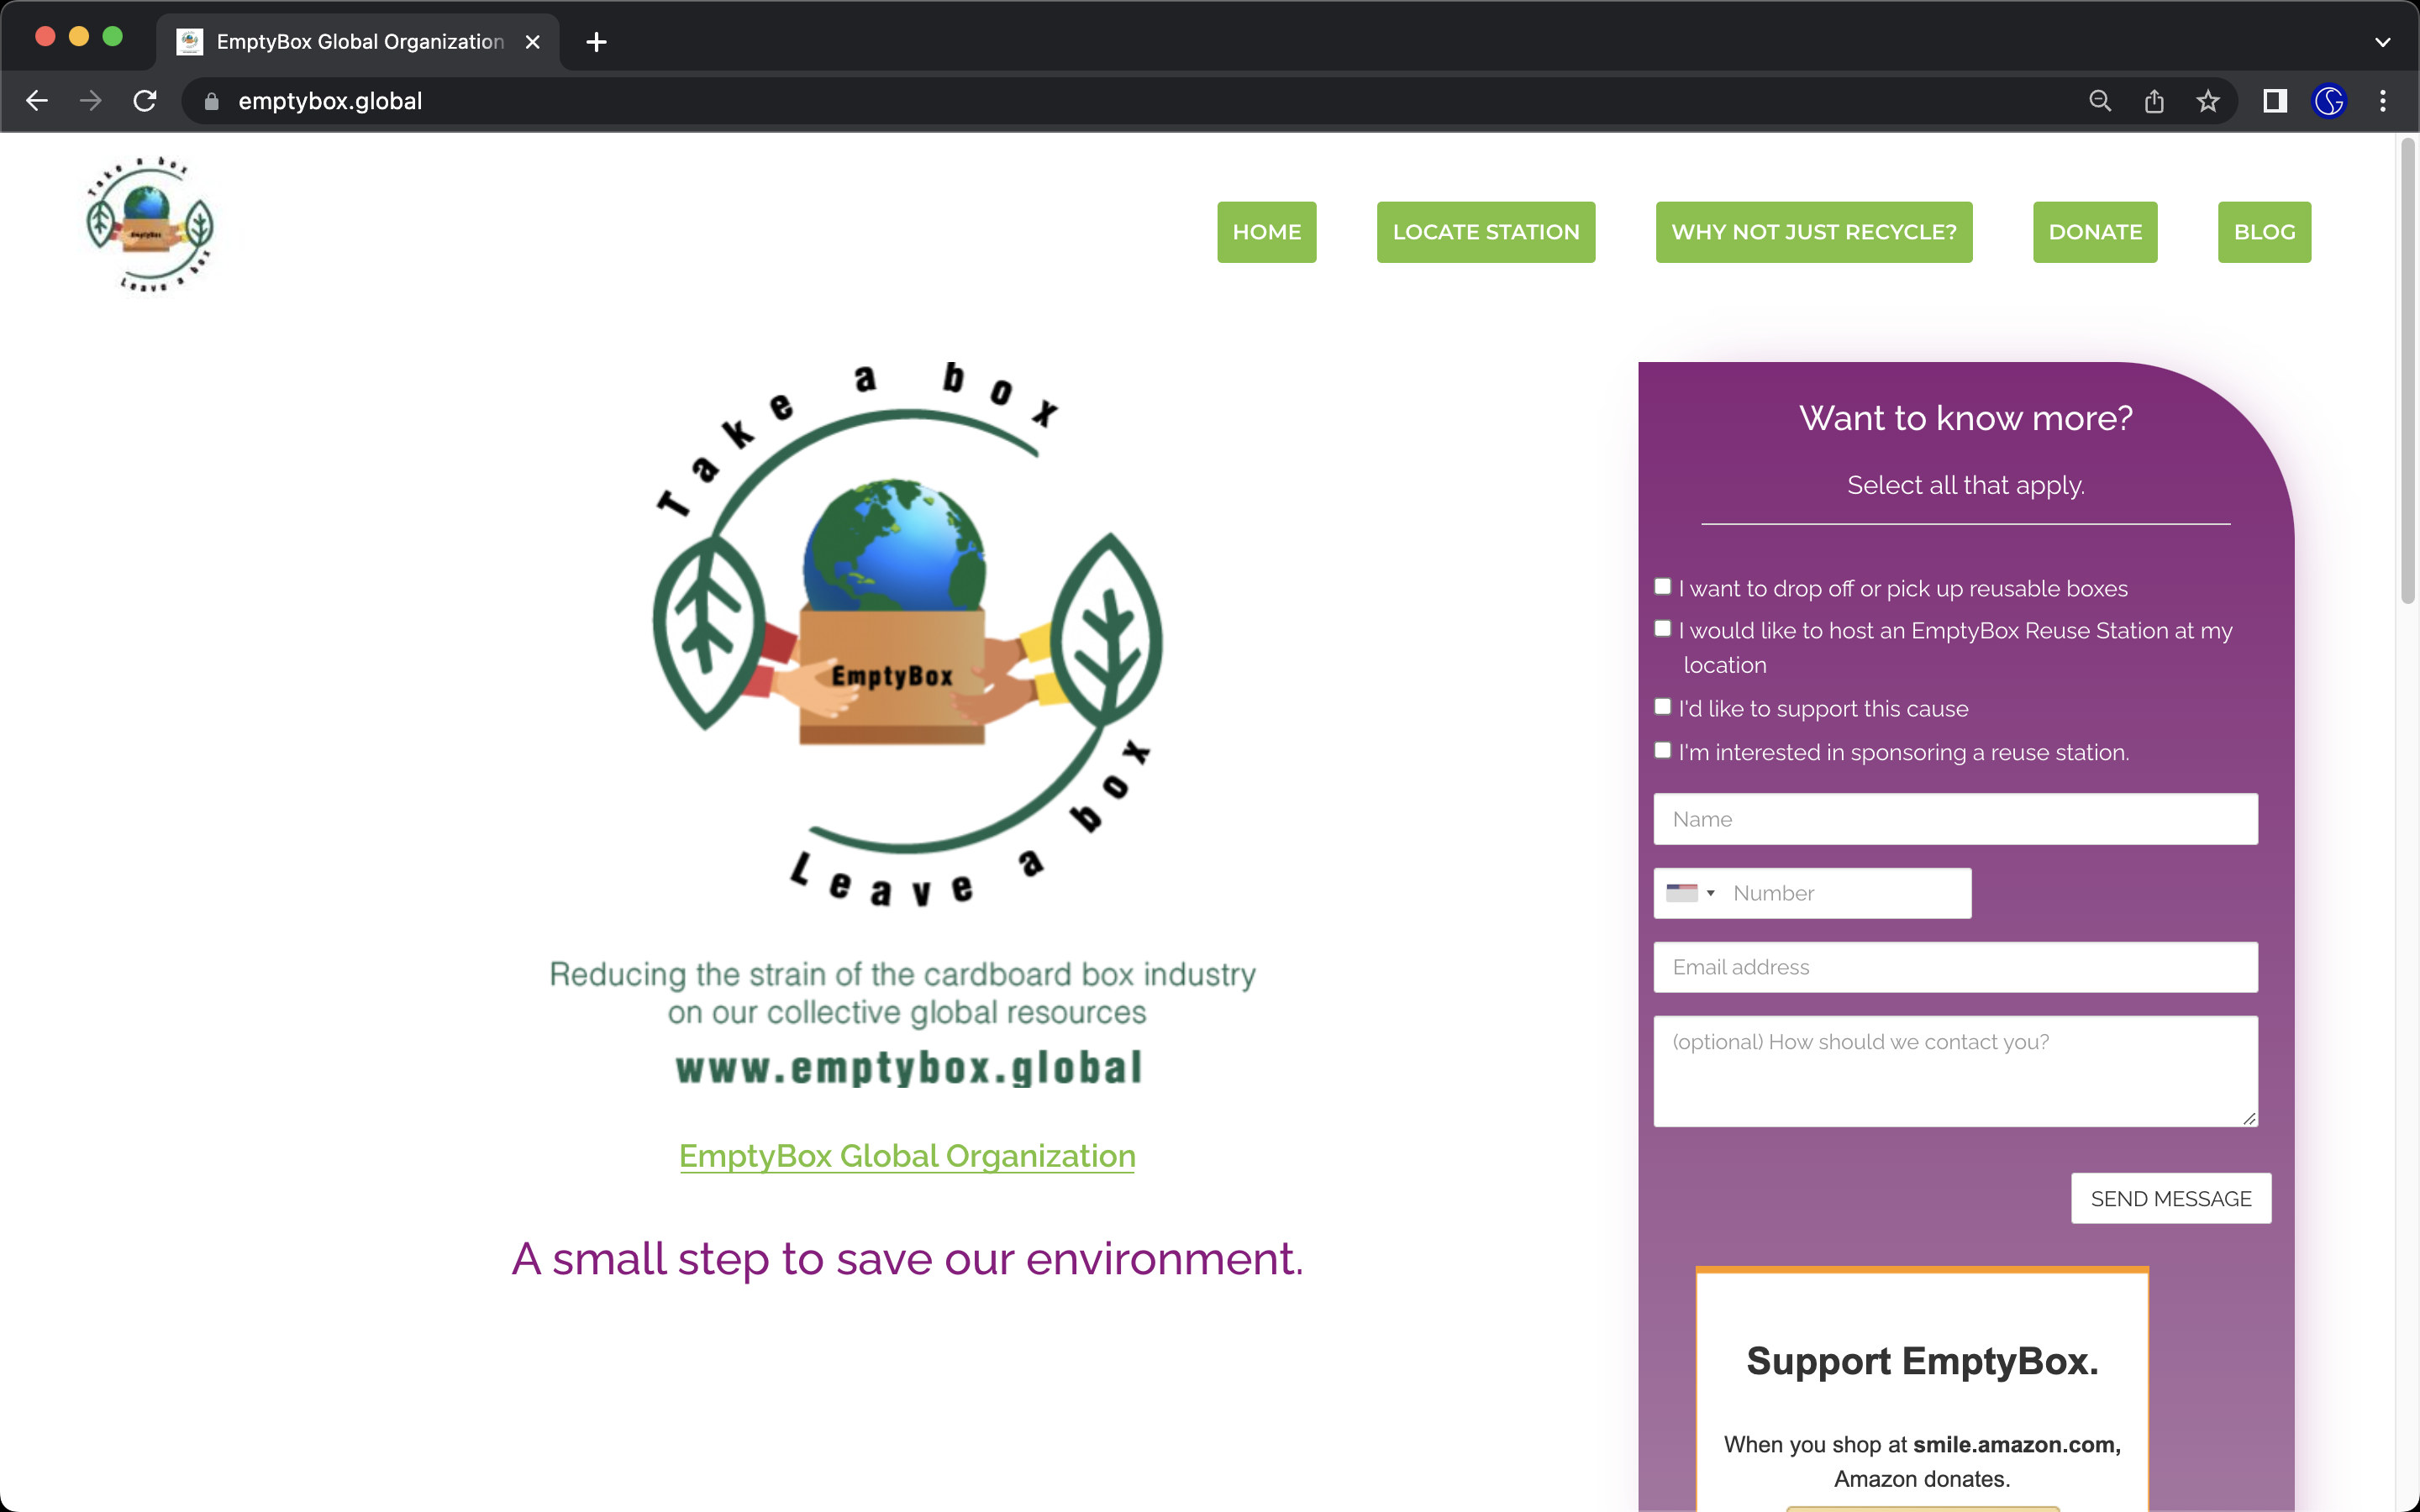 EmptyBox Global Organization
emptybox.global
Take a box
EmptyBox
Leave a box
HOME
LOCATE STATION
WHY NOT JUST RECYCLE?
DONATE
BLOG
Take a box
EmptyBox
Leave a box
Reducing the strain of the cardboard box industry
on our collective global resources
www.emptybox.global
EmptyBox Global Organization
A small step to save our environment.
Want to know more?
Select all that apply.
I want to drop off or pick up reusable boxes
I would like to host an EmptyBox Reuse Station at my
location
I'd like to support this cause
I'm interested in sponsoring a reuse station.
Name
Number
Email address
(optional) How should we contact you?
SEND MESSAGE
Support EmptyBox.
When you shop at smile.amazon.com,
Amazon donates.